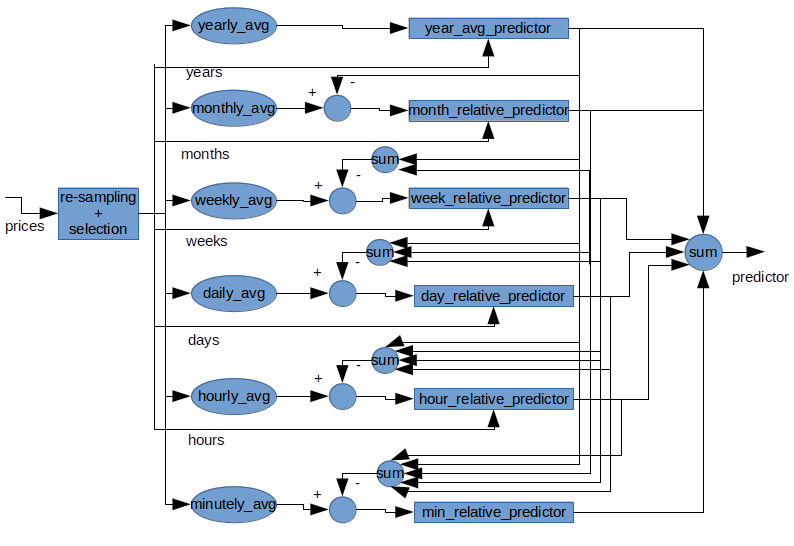 yearly_avg
year_avg_predictor
years
-
+
monthly_avg
month_relative_predictor
months
sum
-
+
re-sampling
+
selection
prices
weekly_avg
week_relative_predictor
weeks
sum
-
+
sum
predictor
daily_avg
day_relative_predictor
days
sum
-
+
hourly_avg
hour_relative_predictor
hours
sum
-
+
minutely_avg
min_relative_predictor